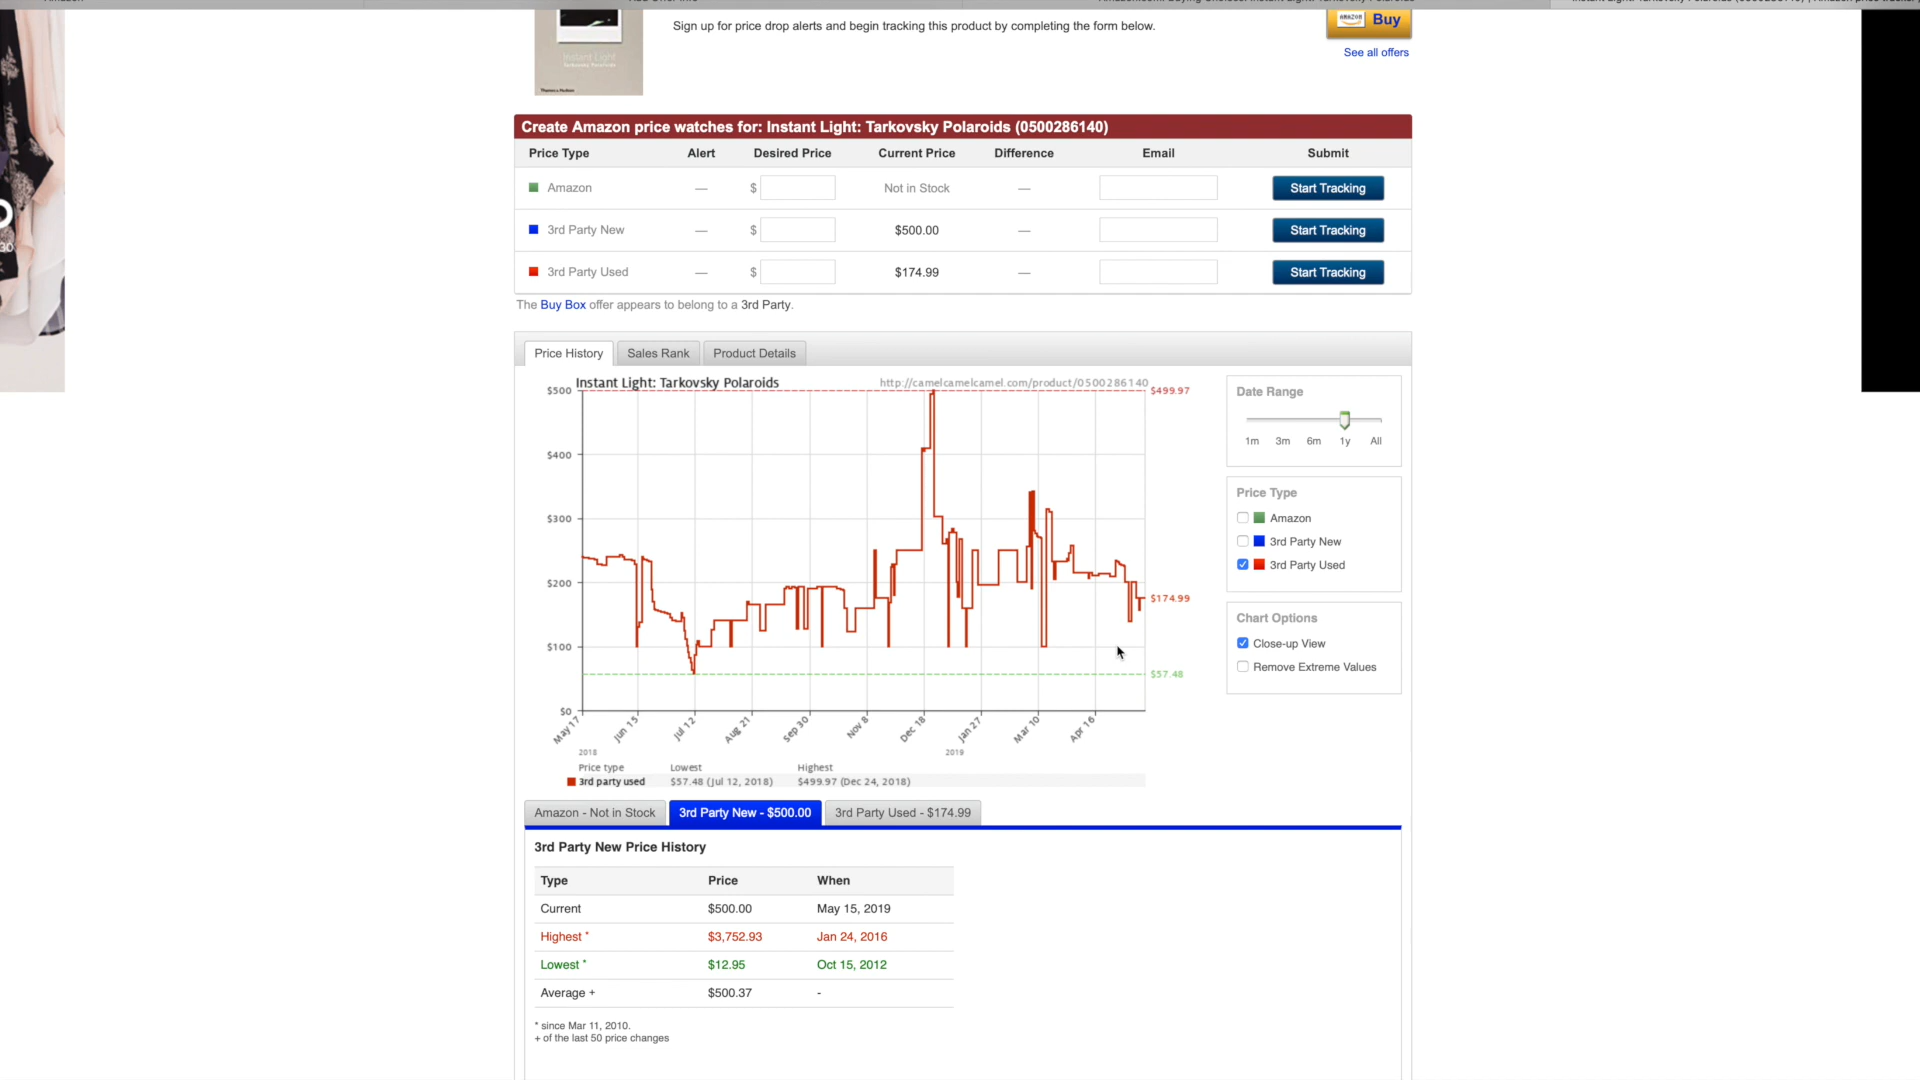 Amazon
Sign up for price drop alerts and begin tracking this product by completing the form below.
AMAZON Buy
See all offers
Instant Light
Tarkovsky Polaroids
Thames & Hudson
30
Create Amazon price watches for: Instant Light: Tarkovsky Polaroids (0500286140)
Price Type Alert Desired Price Current Price Difference Email Submit
Amazon — $ Not in Stock — Start Tracking
3rd Party New — $ $500.00 — Start Tracking
3rd Party Used — $ $174.99 — Start Tracking
The Buy Box offer appears to belong to a 3rd Party.
Price History Sales Rank Product Details
Instant Light: Tarkovsky Polaroids http://camelcamelcamel.com/product/0500286140
$500 $499.97
$400
$300
$200
$174.99
$100
$57.48
$0
May 17 Jun 15 Jul 12 Aug 21 Sep 30 Nov 8 Dec 18 Jan 27 Mar 10 Apr 16
2018 2019
Price type Lowest Highest
3rd party used $57.48 (Jul 12, 2018) $499.97 (Dec 24, 2018)
Date Range
1m 3m 6m 1y All
Price Type
Amazon
3rd Party New
3rd Party Used
Chart Options
Close-up View
Remove Extreme Values
Amazon - Not in Stock 3rd Party New - $500.00 3rd Party Used - $174.99
3rd Party New Price History
Type Price When
Current $500.00 May 15, 2019
Highest * $3,752.93 Jan 24, 2016
Lowest * $12.95 Oct 15, 2012
Average + $500.37 -
* since Mar 11, 2010.
+ of the last 50 price changes